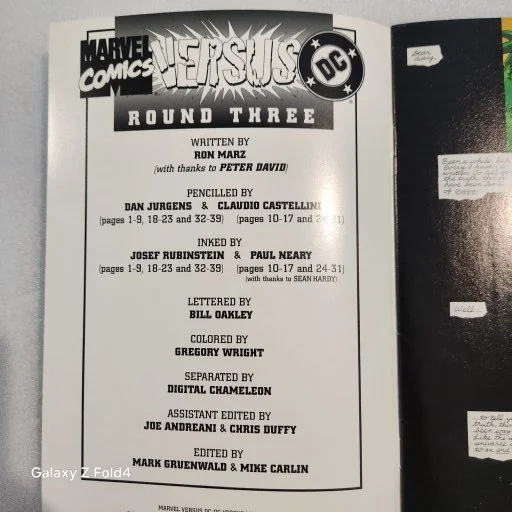 MARVEL COMICS VERSUS DC
ROUND THREE
WRITTEN BY
RON MARZ
(with thanks to PETER DAVID)
PENCILLED BY
DAN JURGENS & CLAUDIO CASTELLINI
(pages 1-9, 18-23 and 32-39) (pages 10-17 and 24-31)
INKED BY
JOSEF RUBINSTEIN & PAUL NEARY
(pages 1-9, 18-23 and 32-39) (pages 10-17 and 24-31)
(with thanks to SEAN HARDY)
LETTERED BY
BILL OAKLEY
COLORED BY
GREGORY WRIGHT
SEPARATED BY
DIGITAL CHAMELEON
ASSISTANT EDITED BY
JOE ANDREANI & CHRIS DUFFY
EDITED BY
MARK GRUENWALD & MIKE CARLIN
Galaxy Z Fold4
Dear
diary,
Well...